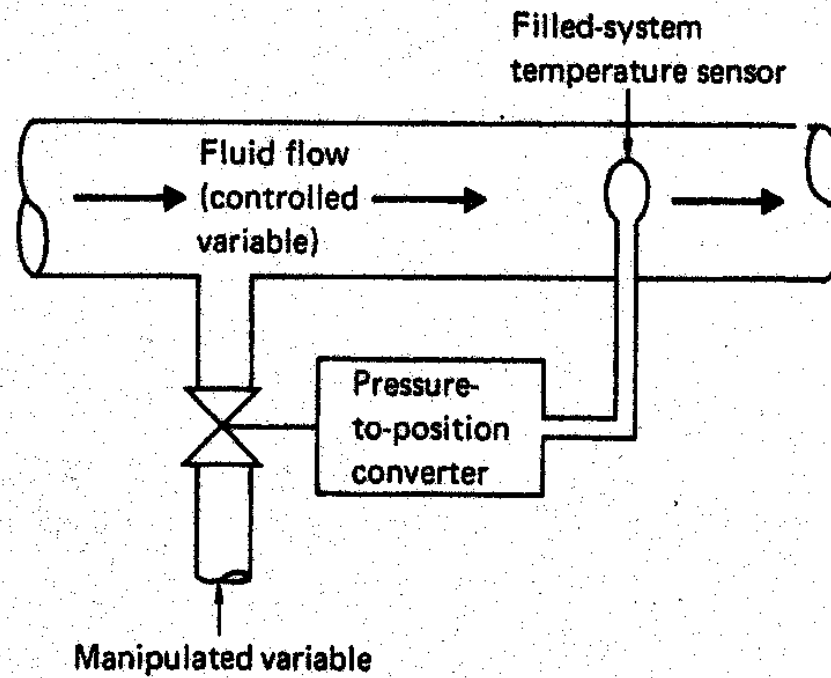 Filled-system
temperature sensor
Fluid flow
(controlled
variable)
Pressure-
to-position
converter
Manipulated variable